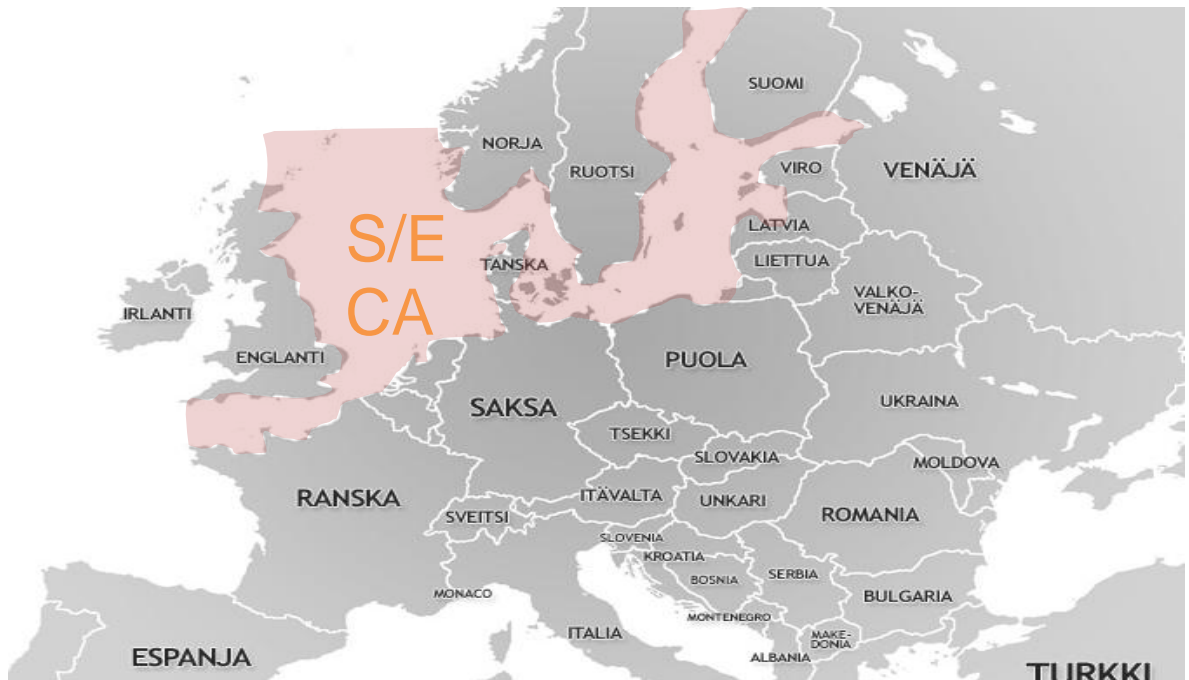 SUOMI
NORJA
RUOTSI
VIRO
VENÄJÄ
S/E
CA
LATVIA
TANSKA
LIETTUA
VALKO-
VENÄJÄ
IRLANTI
ENGLANTI
PUOLA
SAKSA
UKRAINA
TSEKKI
SLOVAKIA
MOLDOVA
RANSKA
ITÄVALTA
UNKARI
SVEITSI
ROMANIA
SLOVENIA
KROATIA
BOSNIA
SERBIA
MONACO
BULGARIA
MONTENEGRO
ITALIA
MAKE-
DONIA
ALBANIA
ESPANJA
TURKKI